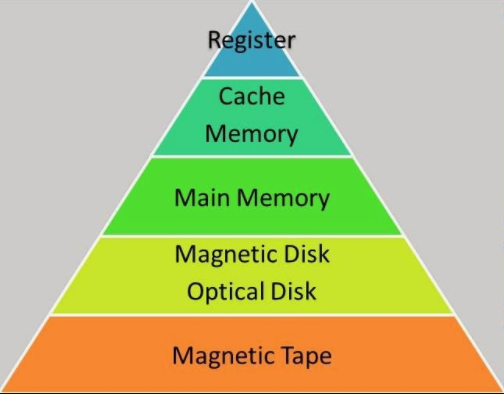 Register
Cache
Memory
Main Memory
Magnetic Disk
Optical Disk
Magnetic Tape